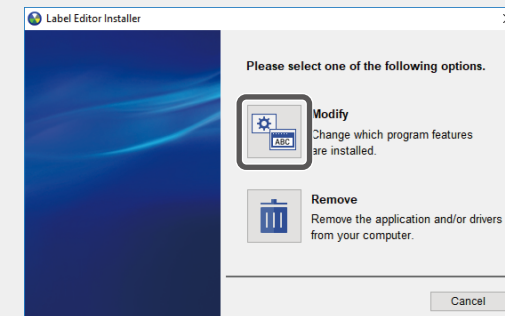 Label Editor Installer
Please select one of the following options.
ABC
Modify
Change which program features
are installed.
Remove
Remove the application and/or drivers
from your computer.
Cancel